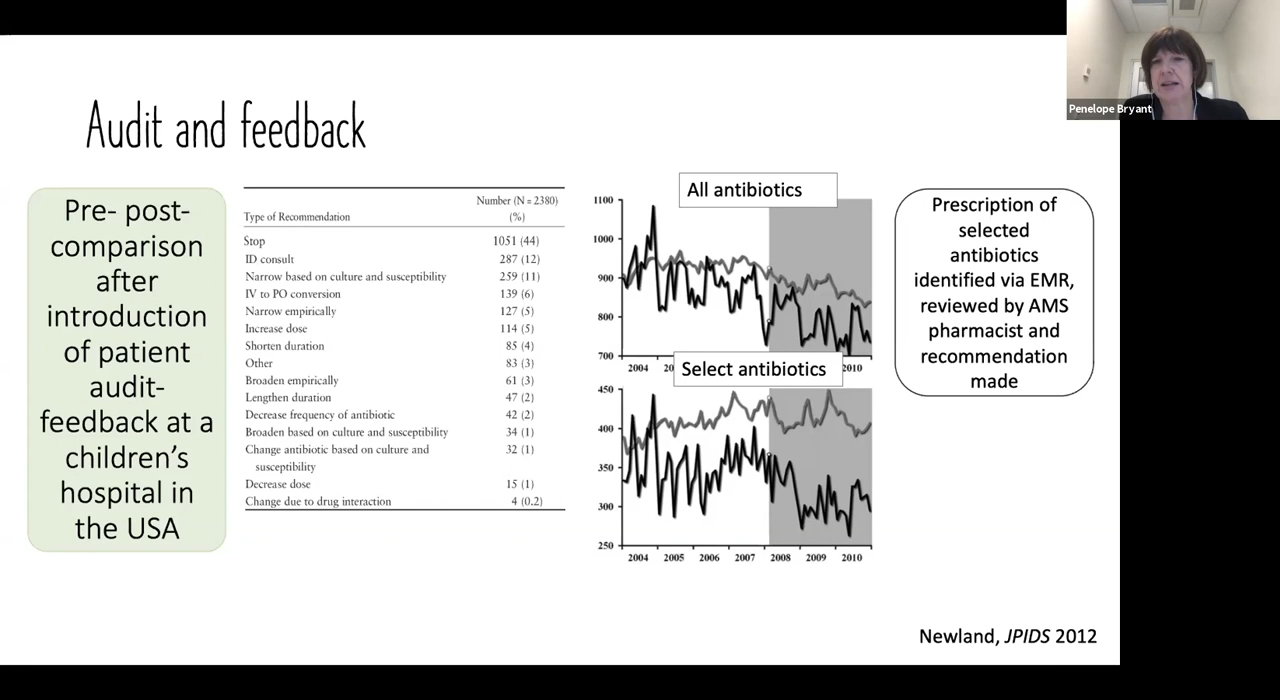 Penelope Bryant
Audit and feedback
Pre- post-
comparison
after
introduction
of patient
audit-
feedback at a
children's
hospital in
the USA
Type of Recommendation
Number (N = 2380)
(%)
Stop 1051 (44)
ID consult 287 (12)
Narrow based on culture and susceptibility 259 (11)
IV to PO conversion 139 (6)
Narrow empirically 127 (5)
Increase dose 114 (5)
Shorten duration 85 (4)
Other 83 (3)
Broaden empirically 61 (3)
Lengthen duration 47 (2)
Decrease frequency of antibiotic 42 (2)
Broaden based on culture and susceptibility 34 (1)
Change antibiotic based on culture and 32 (1)
susceptibility
Decrease dose 15 (1)
Change due to drug interaction 4 (0.2)
All antibiotics
1100
1000
900
800
700
2004 20 2010
Select antibiotics
450
400
350
300
250
2004 2005 2006 2007 2008 2009 2010
Prescription of
selected
antibiotics
identified via EMR,
reviewed by AMS
pharmacist and
recommendation
made
Newland, JPIDS 2012